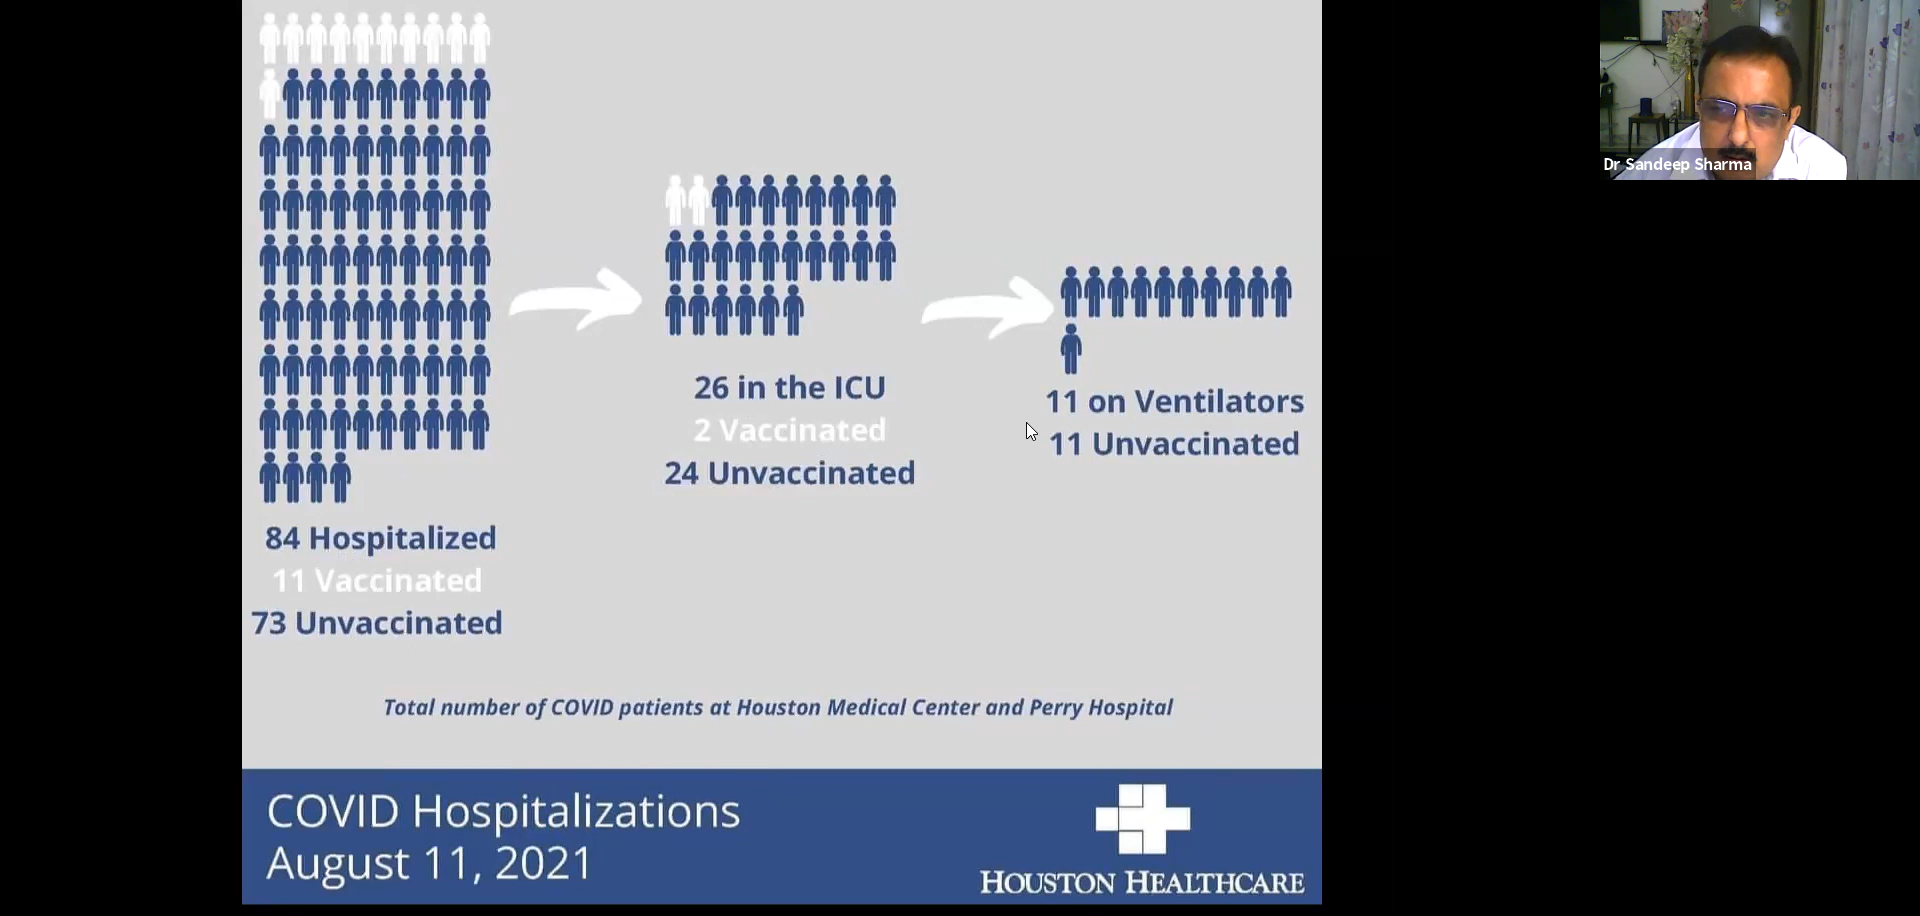 84 Hospitalized
11 Vaccinated
73 Unvaccinated
26 in the ICU
2 Vaccinated
24 Unvaccinated
11 on Ventilators
11 Unvaccinated
Total number of COVID patients at Houston Medical Center and Perry Hospital
COVID Hospitalizations
August 11, 2021
HOUSTON HEALTHCARE
Dr Sandeep Sharma